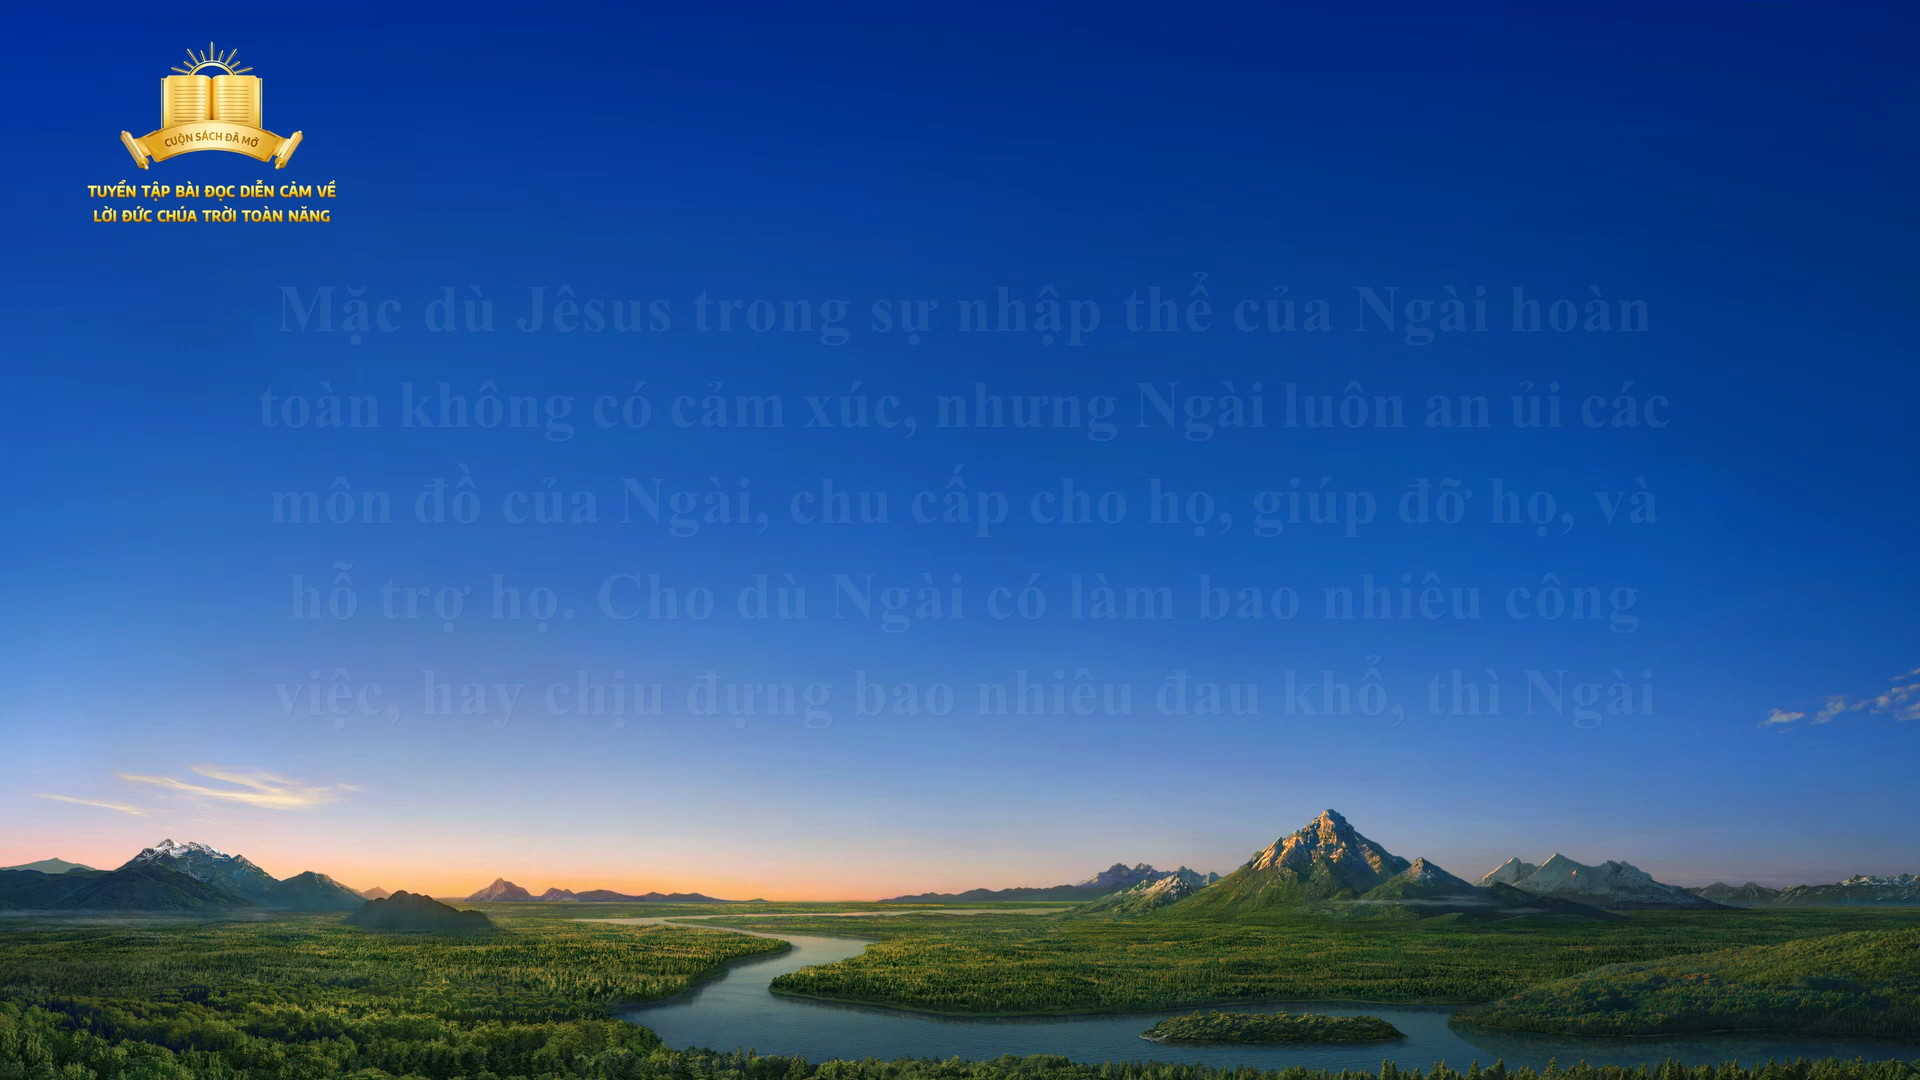 CUỘN SÁCH ĐÃ MỞ
TUYỂN TẬP BÀI ĐỌC DIỄN CẢM VỀ
LỜI ĐỨC CHÚA TRỜI TOÀN NĂNG
Mặc dù Jêsus trong sự nhập thể của Ngài hoàn
toàn không có cảm xúc, nhưng Ngài luôn an ủi các
môn đồ của Ngài, chu cấp cho họ, giúp đỡ họ, và
hỗ trợ họ. Cho dù Ngài có làm bao nhiêu công
việc, hay chịu đựng bao nhiêu đau khổ, thì Ngài